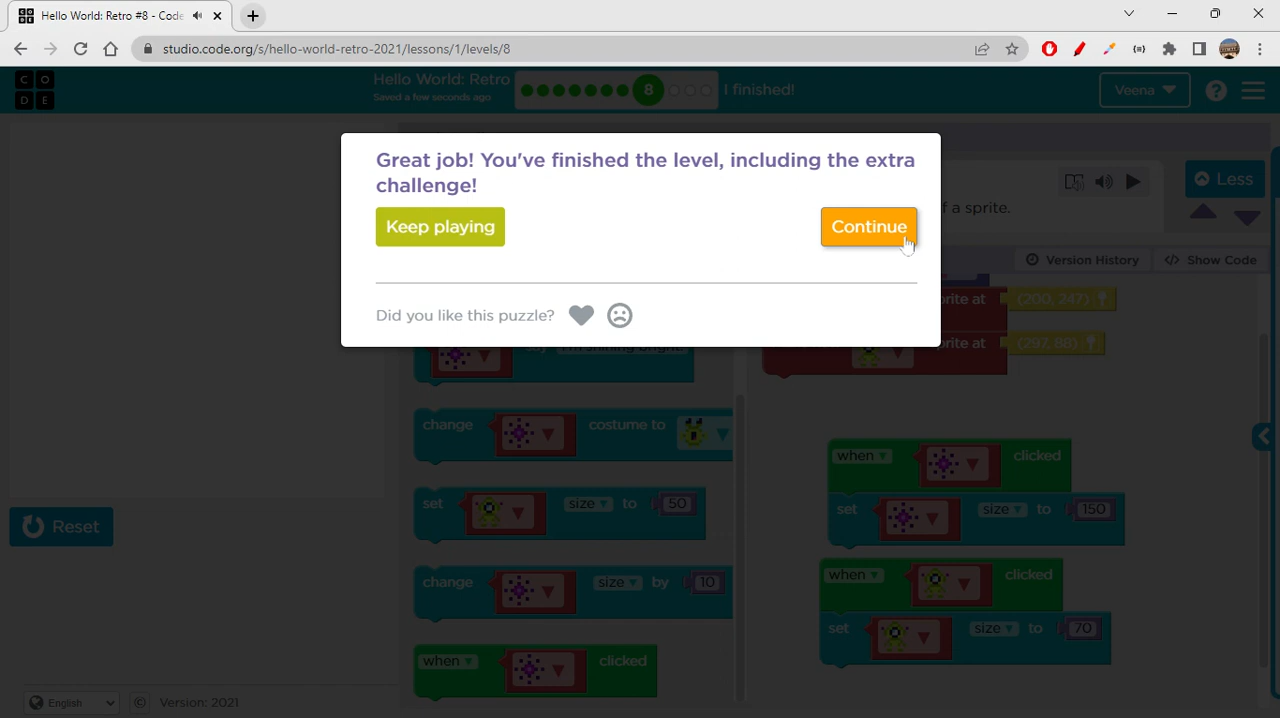 Hello World: Retro #8 - Code
studio.code.org/s/hello-world-retro-2021/lessons/1/levels/8
C O
D E
Hello World: Retro
Saved a few seconds ago
8
I finished!
Veena
Great job! You've finished the level, including the extra
challenge!
Keep playing
Continue
Did you like this puzzle?
Less
f a sprite.
Version History
Show Code
rite at (200, 247)
rite at (297, 88)
change costume to
set size to 50
change size by 10
when clicked
when clicked
set size to 150
when clicked
set size to 70
Reset
English
© Version: 2021